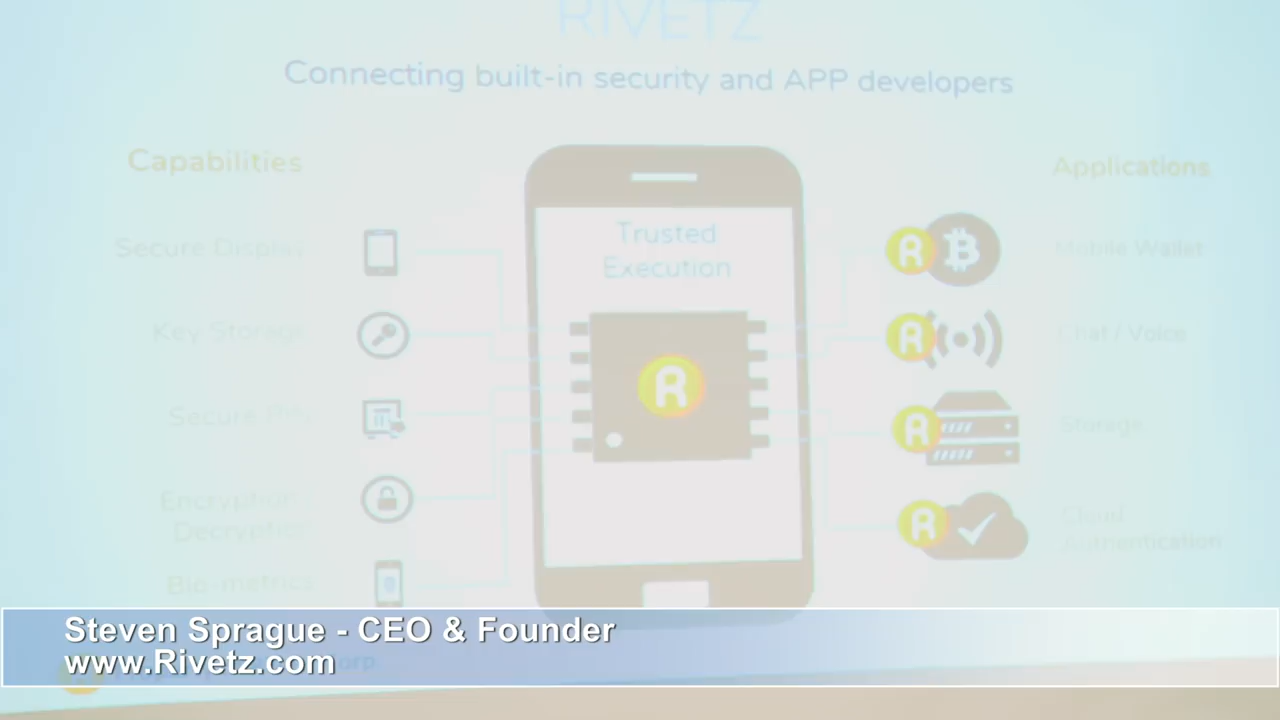 RIVETZ
Connecting built-in security and APP developers
Capabilities
Applications
Trusted
Execution
Secure Display
Key Storage
Secure
Encryption
Bio-metrics
R
R
R
R
R
Mobile Wallet
Chat / Voice
Storage
Cloud
Authentication
Steven Sprague - CEO & Founder
www.Rivetz.com